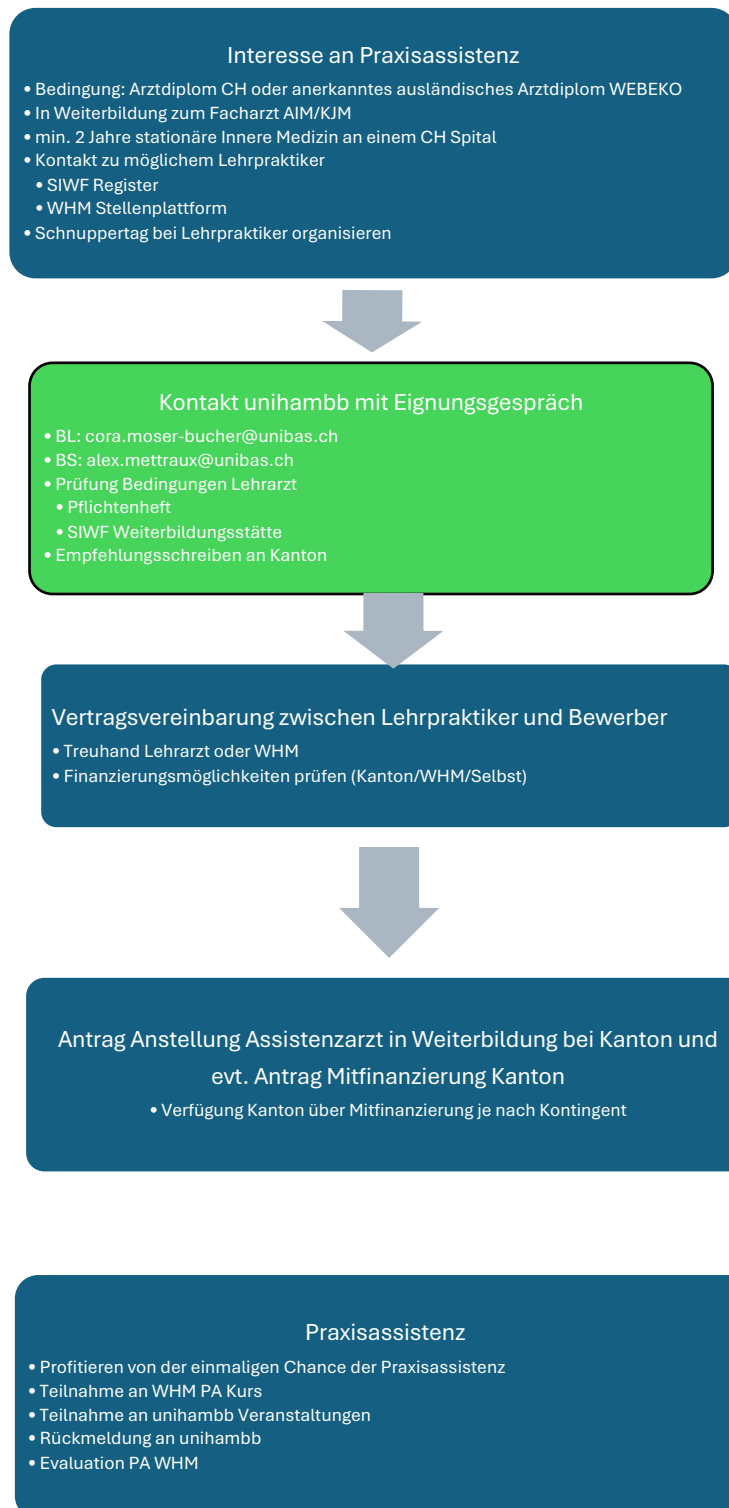 Interesse an Praxisassistenz
• Bedingung: Arztdiplom CH oder anerkanntes ausländisches Arztdiplom WEBEKO
• In Weiterbildung zum Facharzt AIM/KJM
• min. 2 Jahre stationäre Innere Medizin an einem CH Spital
• Kontakt zu möglichem Lehrpraktiker
• SIWF Register
• WHM Stellenplattform
• Schnuppertag bei Lehrpraktiker organisieren
Kontakt unihambb mit Eignungsgespräch
• BL: cora.moser-bucher@unibas.ch
• BS: alex.mettraux@unibas.ch
• Prüfung Bedingungen Lehrarzt
• Pflichtenheft
• SIWF Weiterbildungsstätte
• Empfehlungsschreiben an Kanton
Vertragsvereinbarung zwischen Lehrpraktiker und Bewerber
• Treuhand Lehrarzt oder WHM
• Finanzierungsmöglichkeiten prüfen (Kanton/WHM/Selbst)
Antrag Anstellung Assistenzarzt in Weiterbildung bei Kanton und
evt. Antrag Mitfinanzierung Kanton
• Verfügung Kanton über Mitfinanzierung je nach Kontingent
Praxisassistenz
• Profitieren von der einmaligen Chance der Praxisassistenz
• Teilnahme an WHM PA Kurs
• Teilnahme an unihambb Veranstaltungen
• Rückmeldung an unihambb
• Evaluation PA WHM